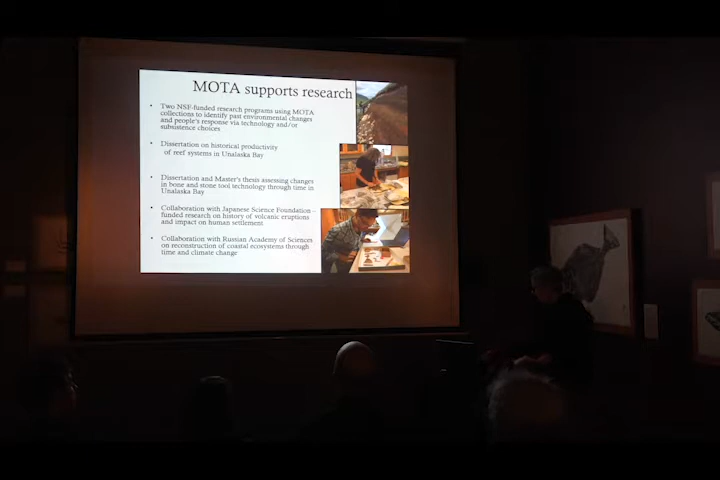 MOTA supports research
• Two NSF-funded research programs using MOTA
collections to identify past environmental changes
and people's response via technology and/or
subsistence choices
• Dissertation on historical productivity
of reef systems in Unalaska Bay
• Dissertation and Master's thesis assessing changes
in bone and stone tool technology through time in
Unalaska Bay
• Collaboration with Japanese Science Foundation –
funded research on history of volcanic eruptions
and impact on human settlement
• Collaboration with Russian Academy of Sciences
on reconstruction of coastal ecosystems through
time and climate change